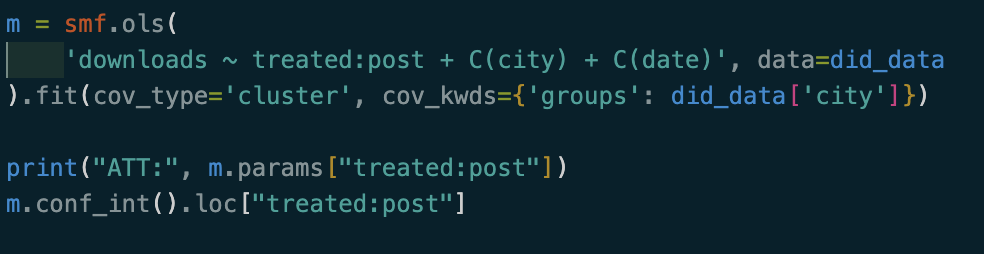 m = smf.ols(
    'downloads ~ treated:post + C(city) + C(date)', data=did_data
).fit(cov_type='cluster', cov_kwds={'groups': did_data['city']})
print("ATT:", m.params["treated:post"])
m.conf_int().loc["treated:post"]